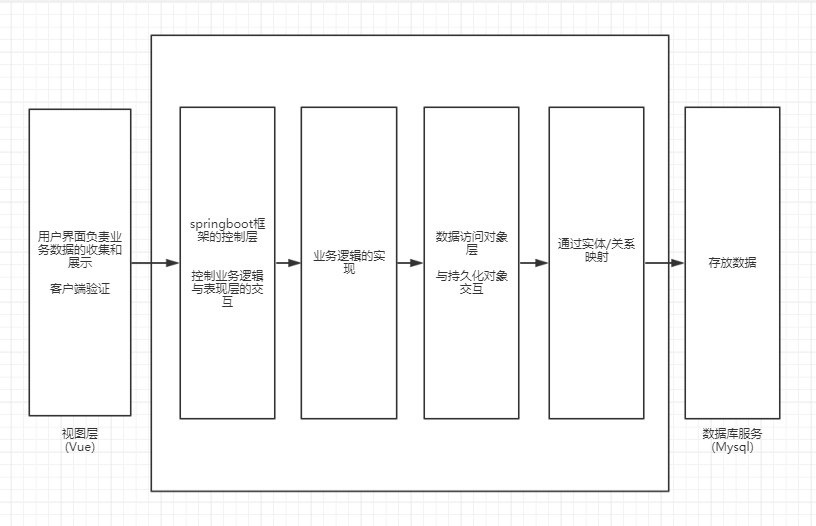 用户界面负责业
务数据的收集和
展示
客户端验证
视图层
(Vue)
springboot框
架的控制层
控制业务逻辑
与表现层的交
互
业务逻辑的实
现
数据访问对象
层
与持久化对象
交互
通过实体/关系
映射
存放数据
数据库服务
(Mysql)